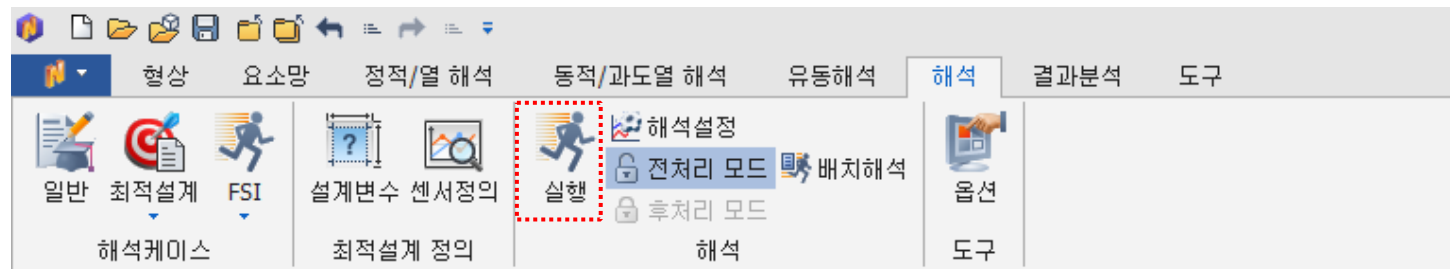 형상 요소망 정적/열 해석 동적/과도열 해석 유동해석 해석 결과분석 도구
일반 최적설계 FSI
해석케이스
? 
설계변수 센서정의
최적설계 정의
실행
해석설정
전처리 모드
후처리 모드
배치해석
해석
옵션
도구